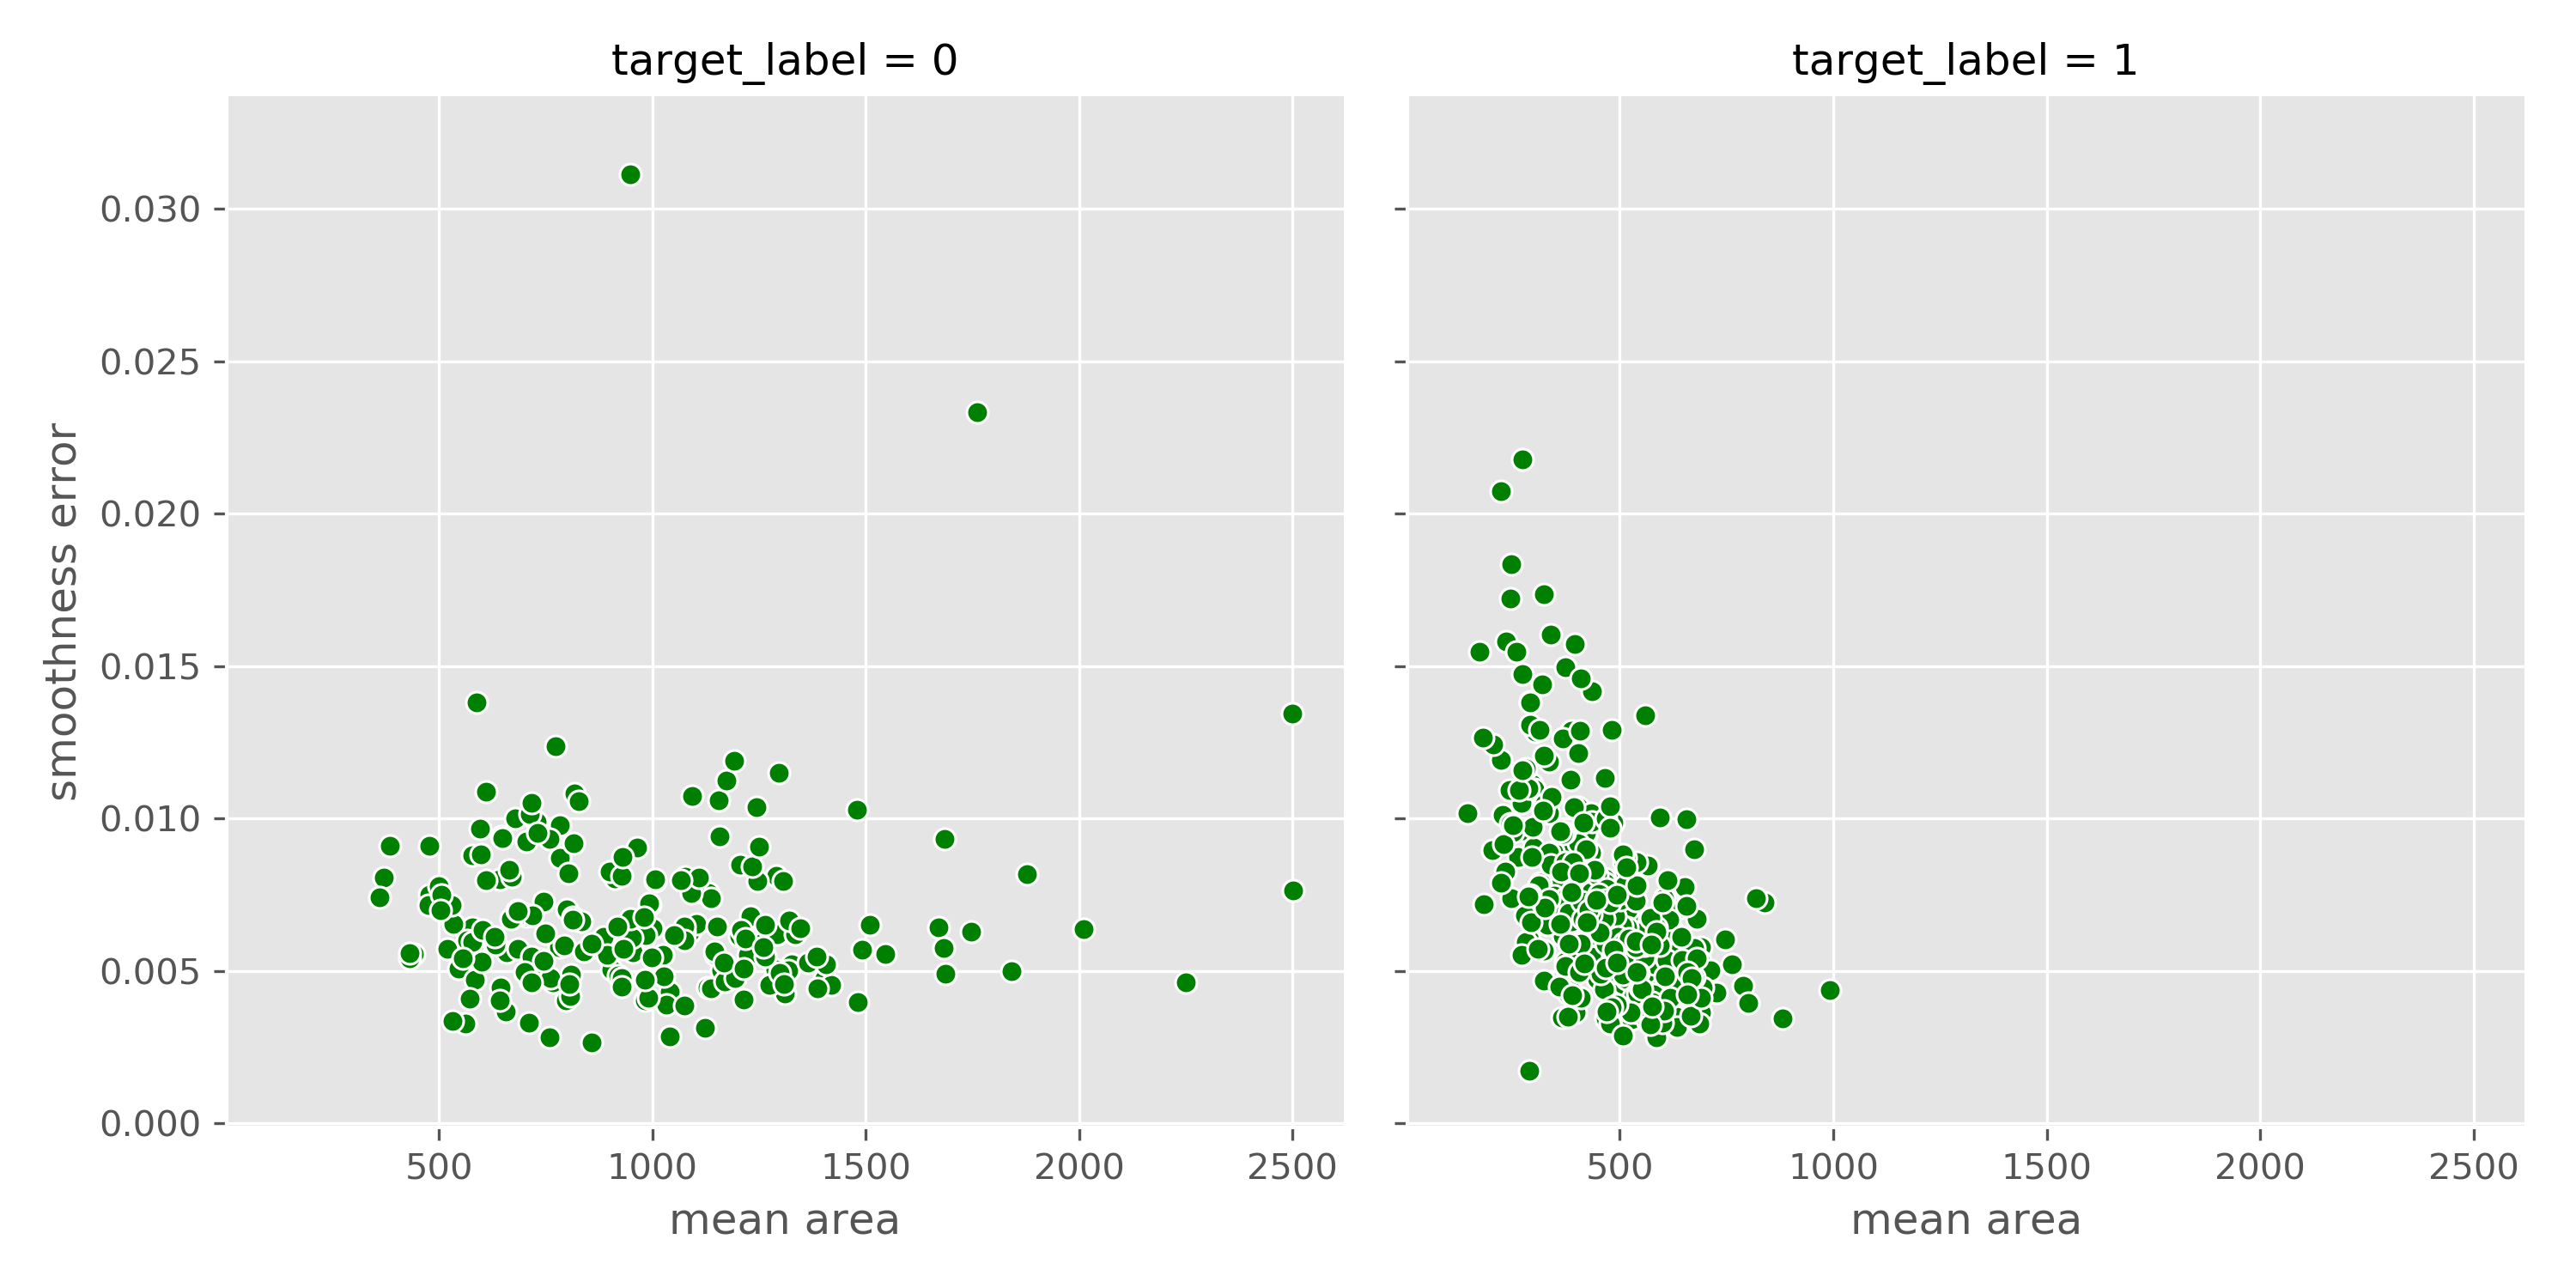 target_label = 0
target_label = 1
0.030
0.025
0.020
0.015
0.010
0.005
0.000
smoothness error
500 1000 1500 2000 2500
500 1000 1500 2000 2500
mean area
mean area